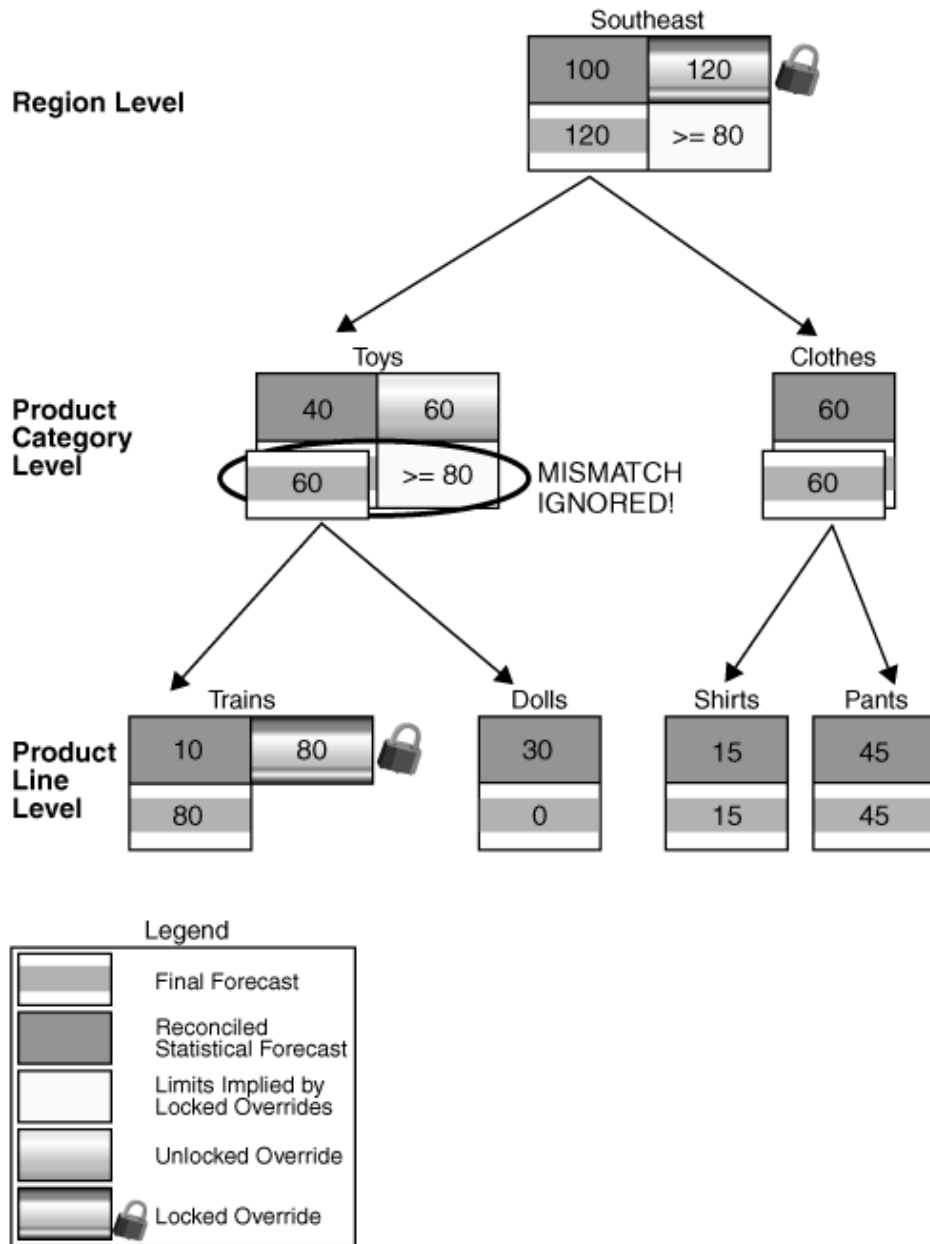 Southeast
Region Level
100 120
120 >= 80
Toys Clothes
Product
Category
Level
40 60 60
60 >= 80 60
MISMATCH
IGNORED!
Trains Dolls Shirts Pants
Product
Line
Level
10 80 30 15 45
80 0 15 45
Legend
Final Forecast
Reconciled
Statistical Forecast
Limits Implied by
Locked Overrides
Unlocked Override
Locked Override